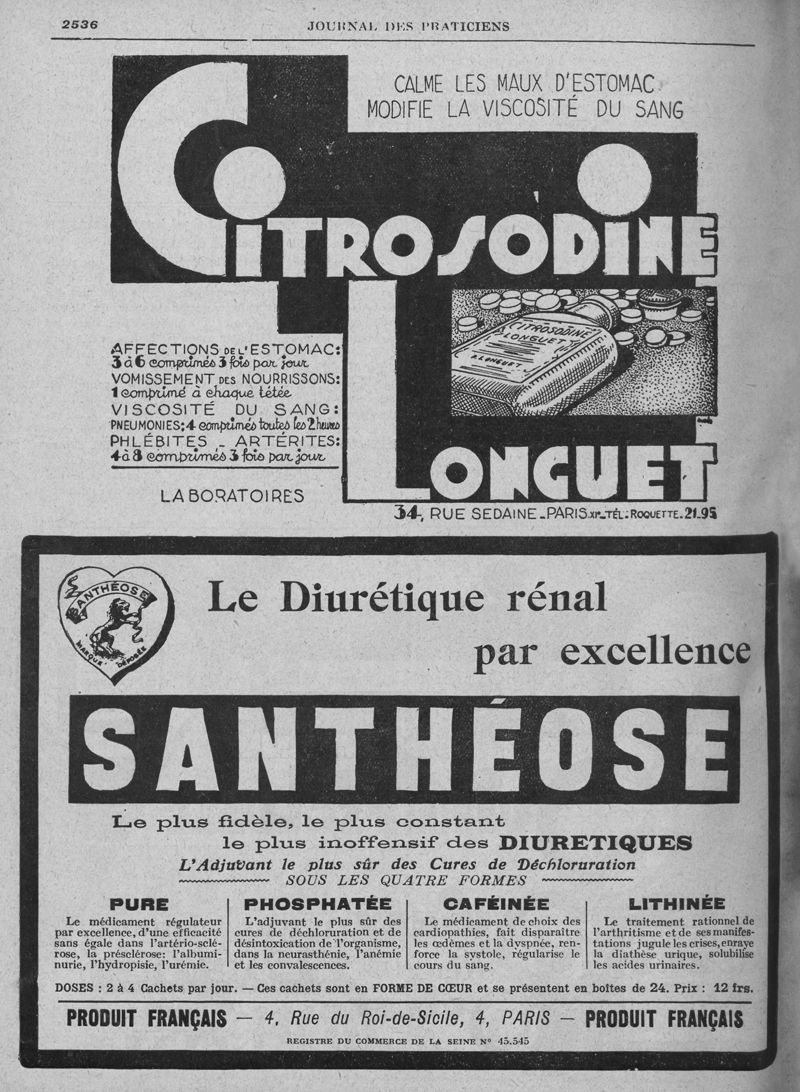 2536
JOURNAL DES PRATICIENS
CALME LES MAUX D'ESTOMAC
MODIFIE LA VISCOSITÉ DU SANG
CITROSODINE
LONGUET
CITROSODINE
LONGUET
L. LONGUET
AFFECTIONS DE L'ESTOMAC:
3 à 6 comprimés 3 fois par jour
VOMISSEMENT DES NOURRISSONS:
1 comprimé à chaque tétée
VISCOSITÉ DU SANG:
PNEUMONIES: 4 comprimés toutes les 2 heures
PHLÉBITES - ARTÉRITES:
4 à 8 comprimés 3 fois par jour
LABORATOIRES
34, RUE SEDAINE - PARIS. XIe - TÉL: ROQUETTE. 21-95
SANTHÉOSE
MARQUE DÉPOSÉE
Le Diurétique rénal
par excellence
SANTHÉOSE
Le plus fidèle, le plus constant
le plus inoffensif des DIURETIQUES
L'Adjuvant le plus sûr des Cures de Déchloruration
SOUS LES QUATRE FORMES
PURE
Le médicament régulateur
par excellence, d'une efficacité
sans égale dans l'artério-sclé-
rose, la présclérose: l'albumi-
nurie, l'hydropisie, l'urémie.
PHOSPHATÉE
L'adjuvant le plus sûr des
cures de déchloruration et de
désintoxication de l'organisme,
dans la neurasthénie, l'anémie
et les convalescences.
CAFÉINÉE
Le médicament de choix des
cardiopathies, fait disparaître
les œdèmes et la dyspnée, ren-
force la systole, régularise le
cours du sang.
LITHINÉE
Le traitement rationnel de
l'arthritisme et de ses manifes-
tations jugule les crises, enraye
la diathèse urique, solubilise
les acides urinaires.
DOSES : 2 à 4 Cachets par jour. — Ces cachets sont en FORME DE CŒUR et se présentent en boîtes de 24. Prix : 12 frs.
PRODUIT FRANÇAIS — 4, Rue du Roi-de-Sicile, 4, PARIS — PRODUIT FRANÇAIS
REGISTRE DU COMMERCE DE LA SEINE N° 45.545